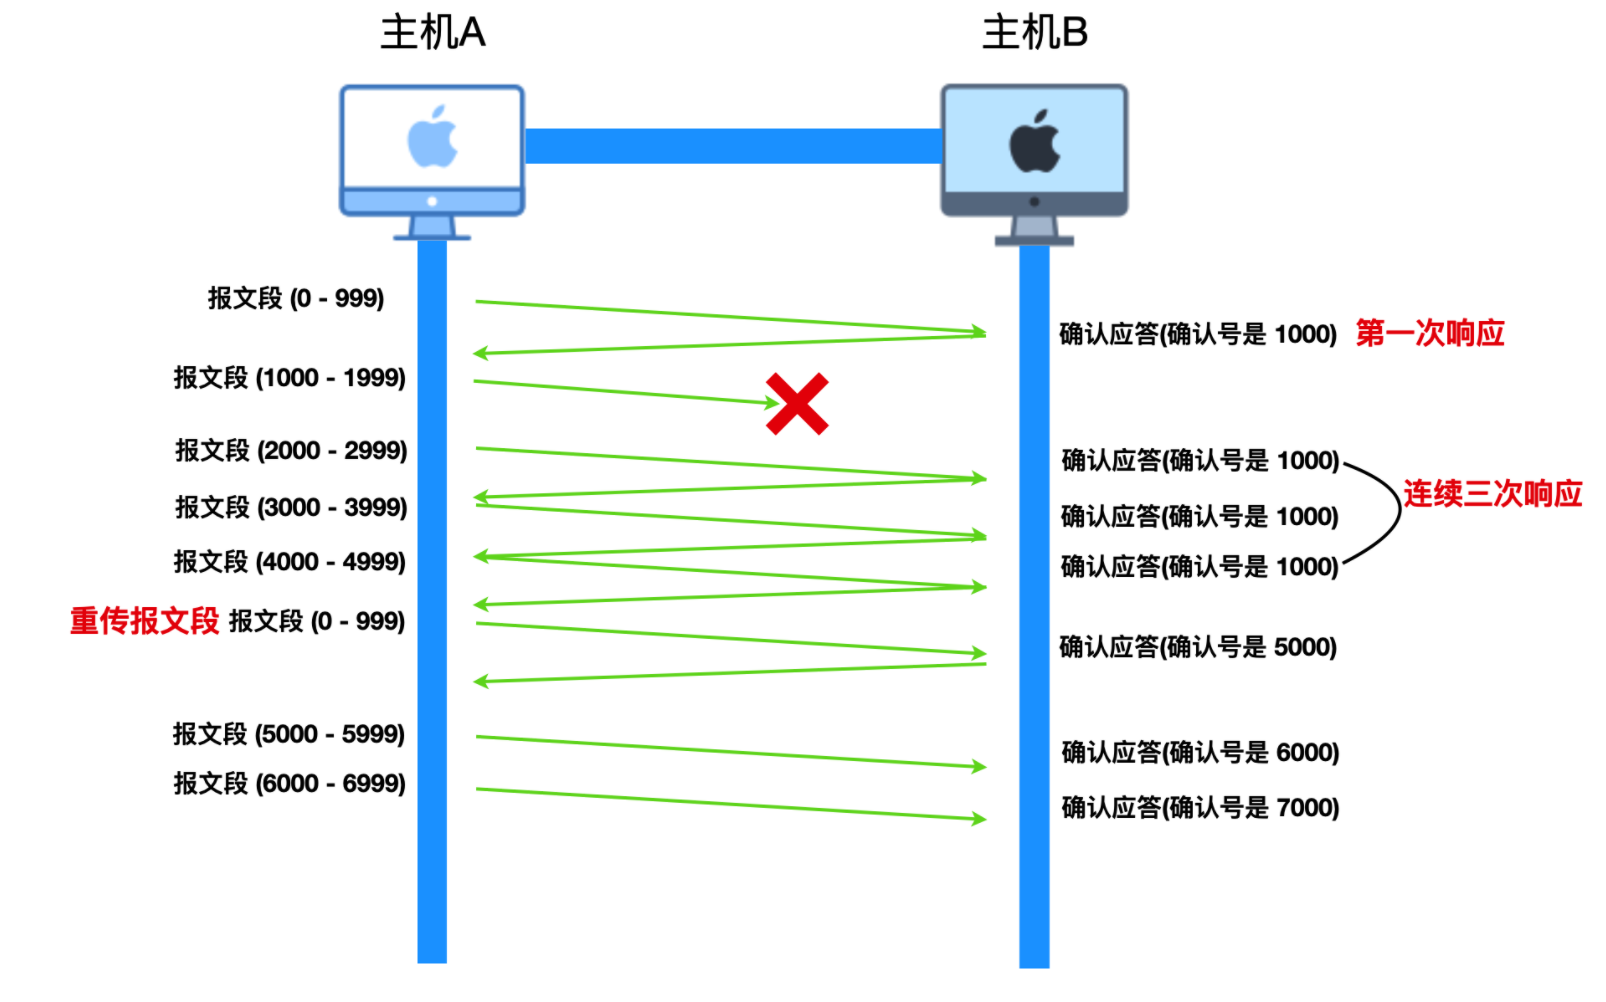 主机A
主机B
报文段 (0 - 999)
确认应答(确认号是 1000) 第一次响应
报文段 (1000 - 1999)
报文段 (2000 - 2999)
确认应答(确认号是 1000)
连续三次响应
报文段 (3000 - 3999)
确认应答(确认号是 1000)
报文段 (4000 - 4999)
确认应答(确认号是 1000)
重传报文段 报文段 (0 - 999)
确认应答(确认号是 5000)
报文段 (5000 - 5999)
确认应答(确认号是 6000)
报文段 (6000 - 6999)
确认应答(确认号是 7000)